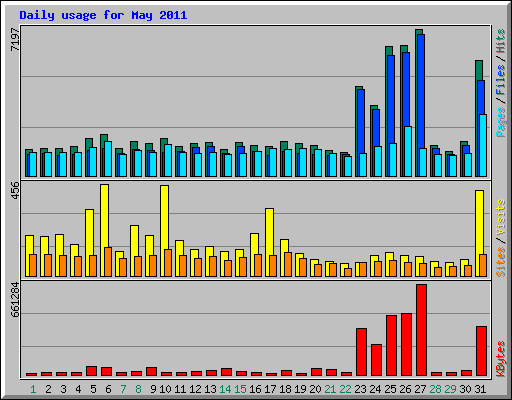 Daily usage for May 2011
7197
Pages / Files / Hits
456
Sites / Visits
661284
KBytes
1 2 3 4 5 6 7 8 9 10 11 12 13 14 15 16 17 18 19 20 21 22 23 24 25 26 27 28 29 30 31